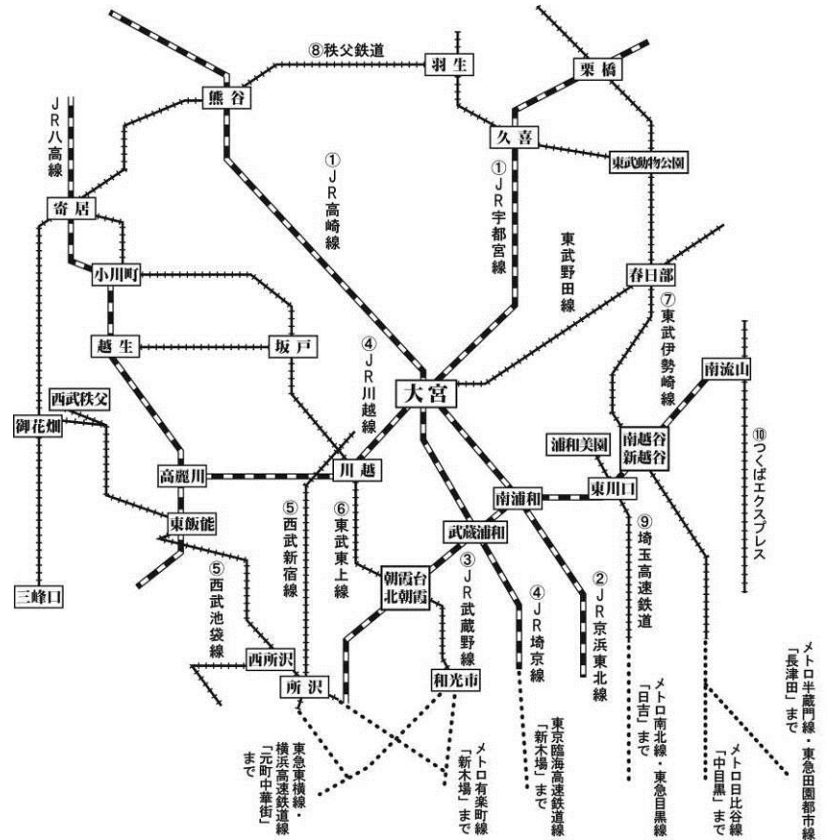 ⑧秩父鉄道
羽生
栗橋
熊谷
JR八高線
久喜
東武動物公園
①JR高崎線
①JR宇都宮線
寄居
東武野田線
小川町
春日部
⑦東武伊勢崎線
越生
坂戸
④JR川越線
南流山
大宮
西武秩父
御花畑
南越谷
新越谷
浦和美園
⑩つくばエクスプレス
高麗川
川越
東川口
南浦和
⑤西武新宿線
⑥東武東上線
武蔵浦和
⑨埼玉高速鉄道
東飯能
③JR武蔵野線
④JR埼京線
②JR京浜東北線
⑤西武池袋線
朝霞台
北朝霞
三峰口
西所沢
所沢
和光市
東急東横線・
横浜高速鉄道線
「元町中華街」
まで
メトロ有楽町線
「新木場」まで
東京臨海高速鉄道線
「新木場」まで
メトロ南北線・東急目黒線
「日吉」まで
メトロ日比谷線
「中目黒」まで
メトロ半蔵門線・東急田園都市線
「長津田」まで